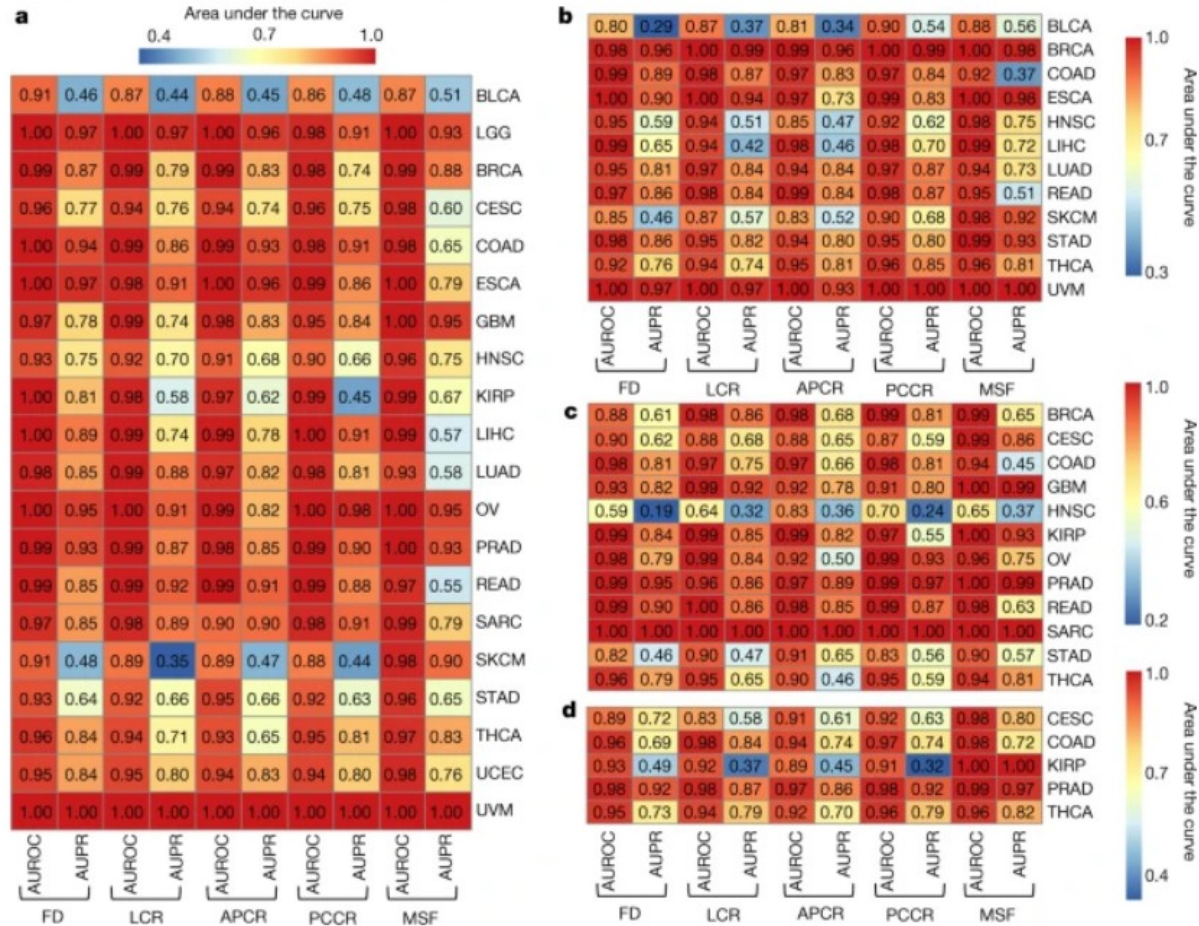 a
Area under the curve
0.4 0.7 1.0
0.91 0.46 0.87 0.44 0.88 0.45 0.86 0.48 0.87 0.51 BLCA
1.00 0.97 1.00 0.97 1.00 0.96 0.98 0.91 1.00 0.93 LGG
0.99 0.87 0.99 0.79 0.99 0.83 0.98 0.74 0.99 0.88 BRCA
0.96 0.77 0.94 0.76 0.94 0.74 0.96 0.75 0.98 0.60 CESC
1.00 0.94 0.99 0.86 0.99 0.93 0.98 0.91 0.98 0.65 COAD
1.00 0.97 0.98 0.91 1.00 0.96 0.99 0.86 1.00 0.79 ESCA
0.97 0.78 0.99 0.74 0.98 0.83 0.95 0.84 1.00 0.95 GBM
0.93 0.75 0.92 0.70 0.91 0.68 0.90 0.66 0.96 0.75 HNSC
1.00 0.81 0.98 0.58 0.97 0.62 0.99 0.45 0.99 0.67 KIRP
1.00 0.89 0.99 0.74 0.99 0.78 1.00 0.91 0.99 0.57 LIHC
0.98 0.85 0.99 0.88 0.97 0.82 0.98 0.81 0.93 0.58 LUAD
1.00 0.95 1.00 0.91 0.99 0.82 1.00 0.98 1.00 0.95 OV
0.99 0.93 0.99 0.87 0.98 0.85 0.99 0.90 1.00 0.93 PRAD
0.99 0.85 0.99 0.92 0.99 0.91 0.99 0.88 0.97 0.55 READ
0.97 0.85 0.98 0.89 0.90 0.90 0.98 0.91 0.99 0.79 SARC
0.91 0.48 0.89 0.35 0.89 0.47 0.88 0.44 0.98 0.90 SKCM
0.93 0.64 0.92 0.66 0.95 0.66 0.92 0.63 0.96 0.65 STAD
0.96 0.84 0.94 0.71 0.93 0.65 0.95 0.81 0.97 0.83 THCA
0.95 0.84 0.95 0.80 0.94 0.83 0.94 0.80 0.98 0.76 UCEC
1.00 1.00 1.00 1.00 1.00 1.00 1.00 1.00 1.00 1.00 UVM
AUROC AUPR AUROC AUPR AUROC AUPR AUROC AUPR AUROC AUPR
FD LCR APCR PCCR MSF
b
0.80 0.29 0.87 0.37 0.81 0.34 0.90 0.54 0.88 0.56 BLCA
0.98 0.96 1.00 0.99 0.99 0.96 1.00 0.99 1.00 0.98 BRCA
0.99 0.89 0.98 0.87 0.97 0.83 0.97 0.84 0.92 0.37 COAD
1.00 0.90 1.00 0.94 0.97 0.73 0.99 0.83 1.00 0.98 ESCA
0.95 0.59 0.94 0.51 0.85 0.47 0.92 0.62 0.98 0.75 HNSC
0.99 0.65 0.94 0.42 0.98 0.46 0.98 0.70 0.99 0.72 LIHC
0.95 0.81 0.97 0.84 0.94 0.84 0.97 0.87 0.94 0.73 LUAD
0.97 0.86 0.98 0.84 0.99 0.84 0.98 0.87 0.95 0.51 READ
0.85 0.46 0.87 0.57 0.83 0.52 0.90 0.68 0.98 0.92 SKCM
0.98 0.86 0.95 0.82 0.94 0.80 0.95 0.80 0.99 0.93 STAD
0.92 0.76 0.94 0.74 0.95 0.81 0.96 0.85 0.96 0.81 THCA
1.00 0.97 1.00 0.97 1.00 0.93 1.00 1.00 1.00 1.00 UVM
AUROC AUPR AUROC AUPR AUROC AUPR AUROC AUPR AUROC AUPR
FD LCR APCR PCCR MSF
1.0
0.7
0.3
Area under the curve
c
0.88 0.61 0.98 0.86 0.98 0.68 0.99 0.81 0.99 0.65 BRCA
0.90 0.62 0.88 0.68 0.88 0.65 0.87 0.59 0.99 0.86 CESC
0.98 0.81 0.97 0.75 0.97 0.66 0.98 0.81 0.94 0.45 COAD
0.93 0.82 0.99 0.92 0.92 0.78 0.91 0.80 1.00 0.99 GBM
0.59 0.19 0.64 0.32 0.83 0.36 0.70 0.24 0.65 0.37 HNSC
0.99 0.84 0.99 0.85 0.99 0.82 0.97 0.55 1.00 0.93 KIRP
0.98 0.79 0.99 0.84 0.92 0.50 0.99 0.93 0.96 0.75 OV
0.99 0.95 0.96 0.86 0.97 0.89 0.99 0.97 1.00 0.99 PRAD
0.99 0.90 1.00 0.86 0.98 0.85 0.99 0.87 0.98 0.63 READ
1.00 1.00 1.00 1.00 1.00 1.00 1.00 1.00 1.00 1.00 SARC
0.82 0.46 0.90 0.47 0.91 0.65 0.83 0.56 0.90 0.57 STAD
0.96 0.79 0.95 0.65 0.90 0.46 0.95 0.59 0.94 0.81 THCA
1.0
0.6
0.2
Area under the curve
d
0.89 0.72 0.83 0.58 0.91 0.61 0.92 0.63 0.98 0.80 CESC
0.96 0.69 0.98 0.84 0.94 0.74 0.97 0.74 0.98 0.72 COAD
0.93 0.49 0.92 0.37 0.89 0.45 0.91 0.32 1.00 1.00 KIRP
0.98 0.92 0.98 0.87 0.97 0.86 0.98 0.92 0.99 0.97 PRAD
0.95 0.73 0.94 0.79 0.92 0.70 0.96 0.79 0.96 0.82 THCA
AUROC AUPR AUROC AUPR AUROC AUPR AUROC AUPR AUROC AUPR
FD LCR APCR PCCR MSF
1.0
0.7
0.4
Area under the curve